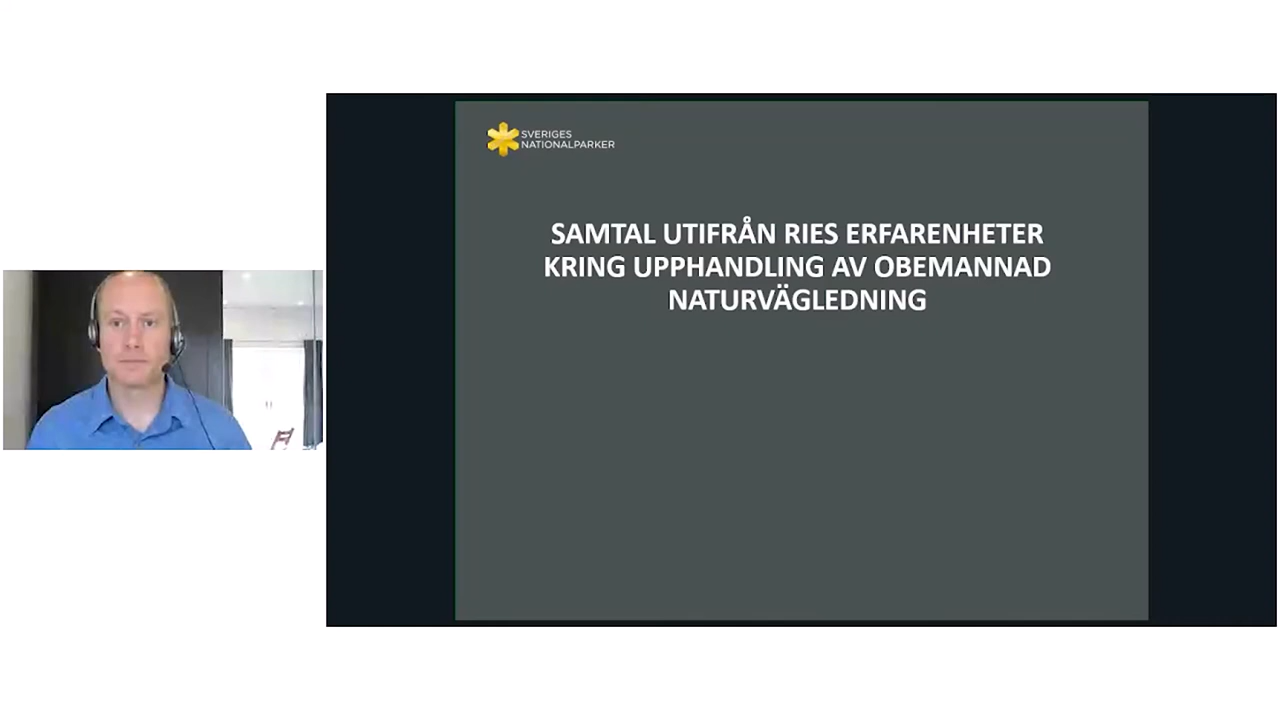 SVERIGES
NATIONALPARKER
SAMTAL UTIFRÅN RIES ERFARENHETER
KRING UPPHANDLING AV OBEMANNAD
NATURVÄGLEDNING